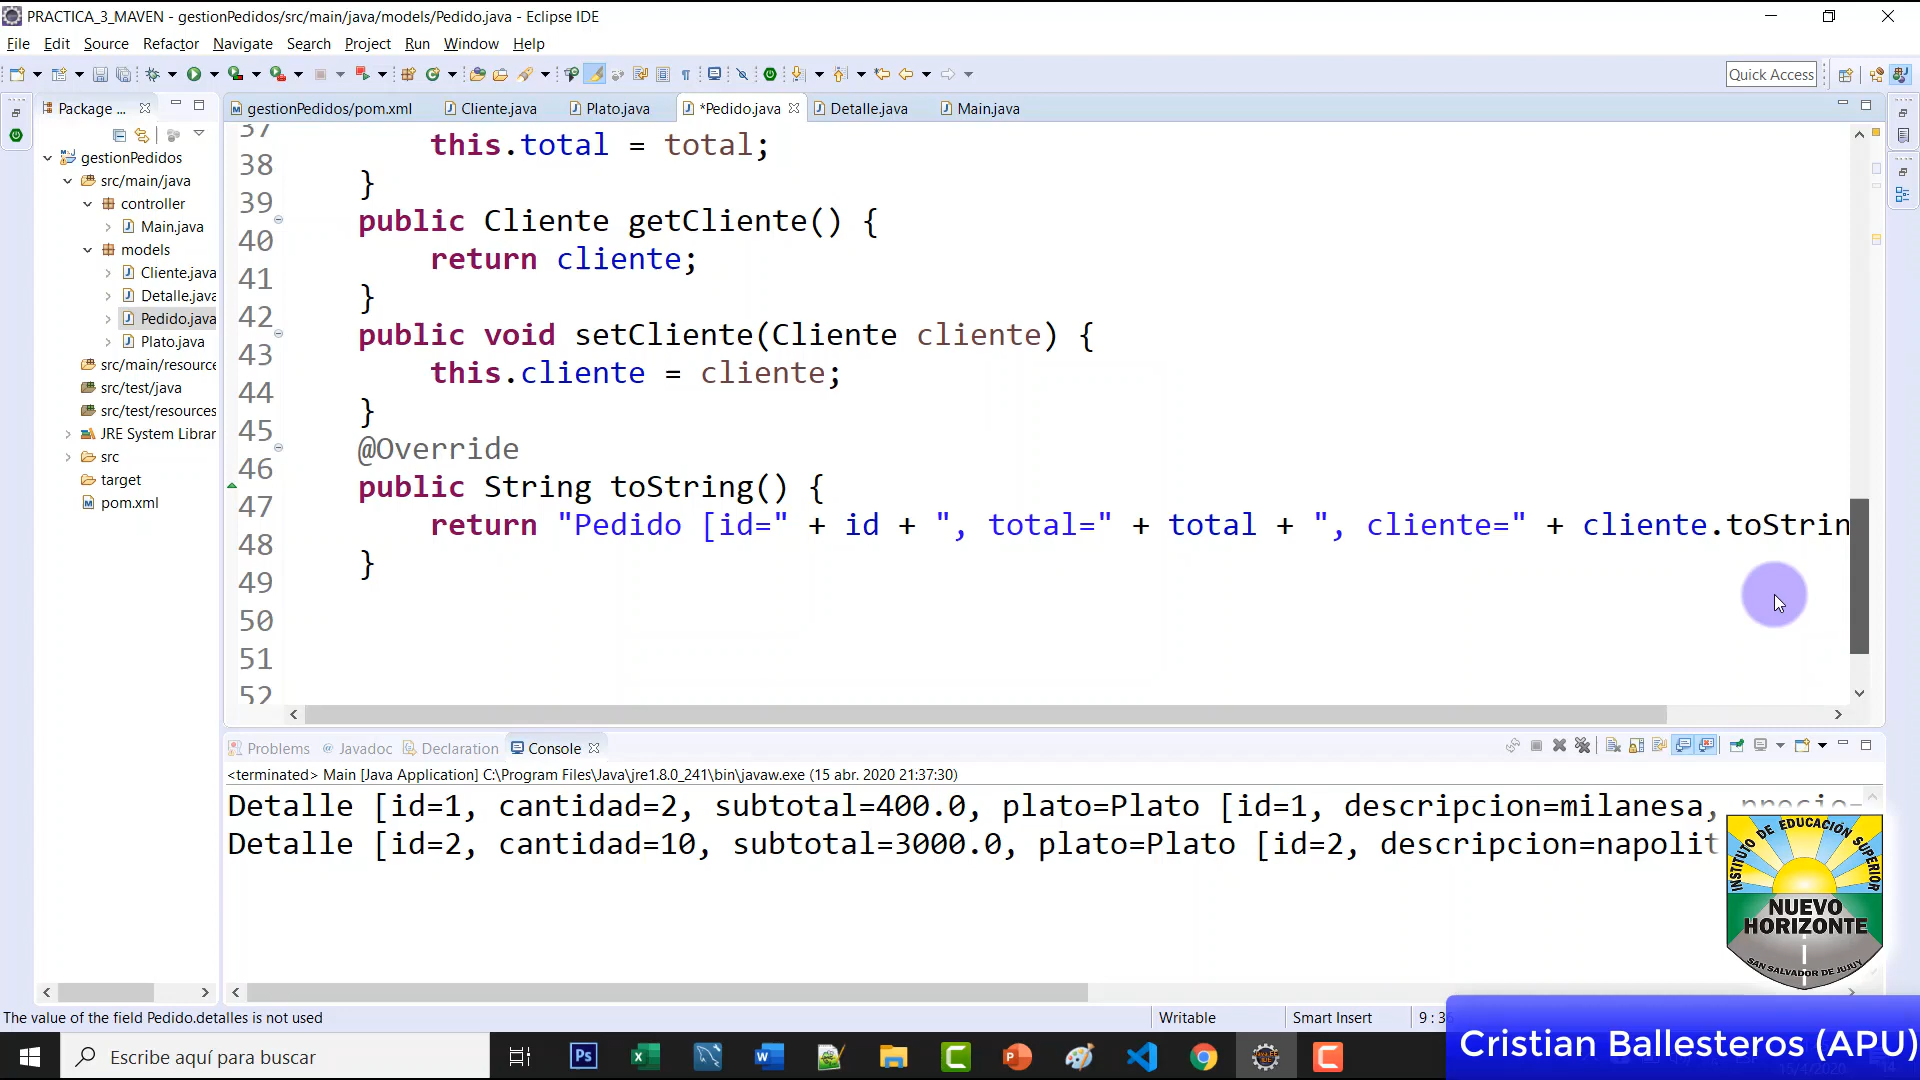 PRACTICA_3_MAVEN - gestionPedidos/src/main/java/models/Pedido.java - Eclipse IDE
File Edit Source Refactor Navigate Search Project Run Window Help
Quick Access
Package ...
gestionPedidos/pom.xml Cliente.java Plato.java *Pedido.java Detalle.java Main.java
gestionPedidos
src/main/java
controller
Main.java
models
Cliente.java
Detalle.java
Pedido.java
Plato.java
src/main/resource
src/test/java
src/test/resources
JRE System Librar
src
target
pom.xml
37
38 this.total = total;
39 }
40 public Cliente getCliente() {
41 return cliente;
42 }
43 public void setCliente(Cliente cliente) {
44 this.cliente = cliente;
45 }
46 @Override
47 public String toString() {
48 return "Pedido [id=" + id + ", total=" + total + ", cliente=" + cliente.toStrin
49 }
50
51
52
Problems Javadoc Declaration Console
<terminated> Main [Java Application] C:\Program Files\Java\jre1.8.0_241\bin\javaw.exe (15 abr. 2020 21:37:30)
Detalle [id=1, cantidad=2, subtotal=400.0, plato=Plato [id=1, descripcion=milanesa, precio=
Detalle [id=2, cantidad=10, subtotal=3000.0, plato=Plato [id=2, descripcion=napolit
INSTITUTO DE EDUCACIÓN SUPERIOR
NUEVO
HORIZONTE
SAN SALVADOR DE JUJUY
The value of the field Pedido.detalles is not used Writable Smart Insert
Cristian Ballesteros (APU)
Escribe aquí para buscar